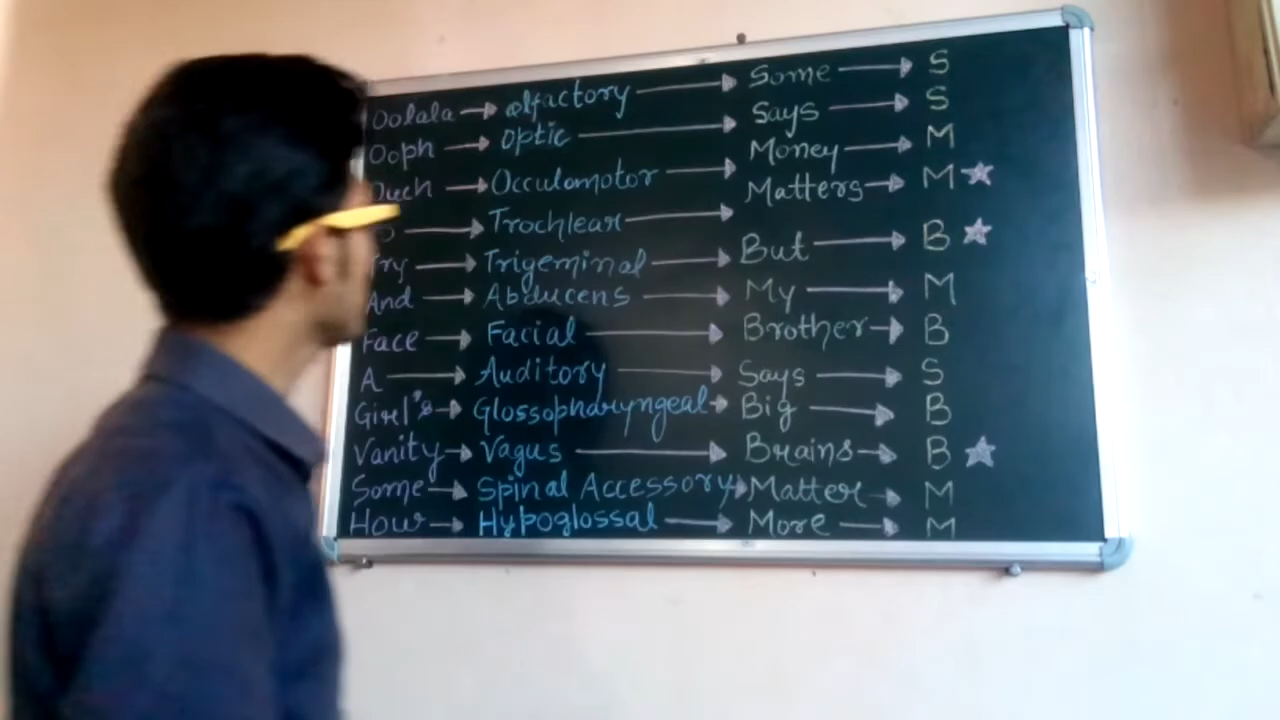 Oolala → olfactory → Some → S
Ooph → Optic → Says → S
Ouch → Occulomotor → Money → M
→ Trochlear → Matters → M ★
Try → Trigeminal → But → B ★
And → Abducens → My → M
Face → Facial → Brother → B
A → Auditory → Says → S
Girl's → Glossopharyngeal → Big → B
Vanity → Vagus → Brains → B ★
Some → Spinal Accessory → Matter → M
How → Hypoglossal → More → M